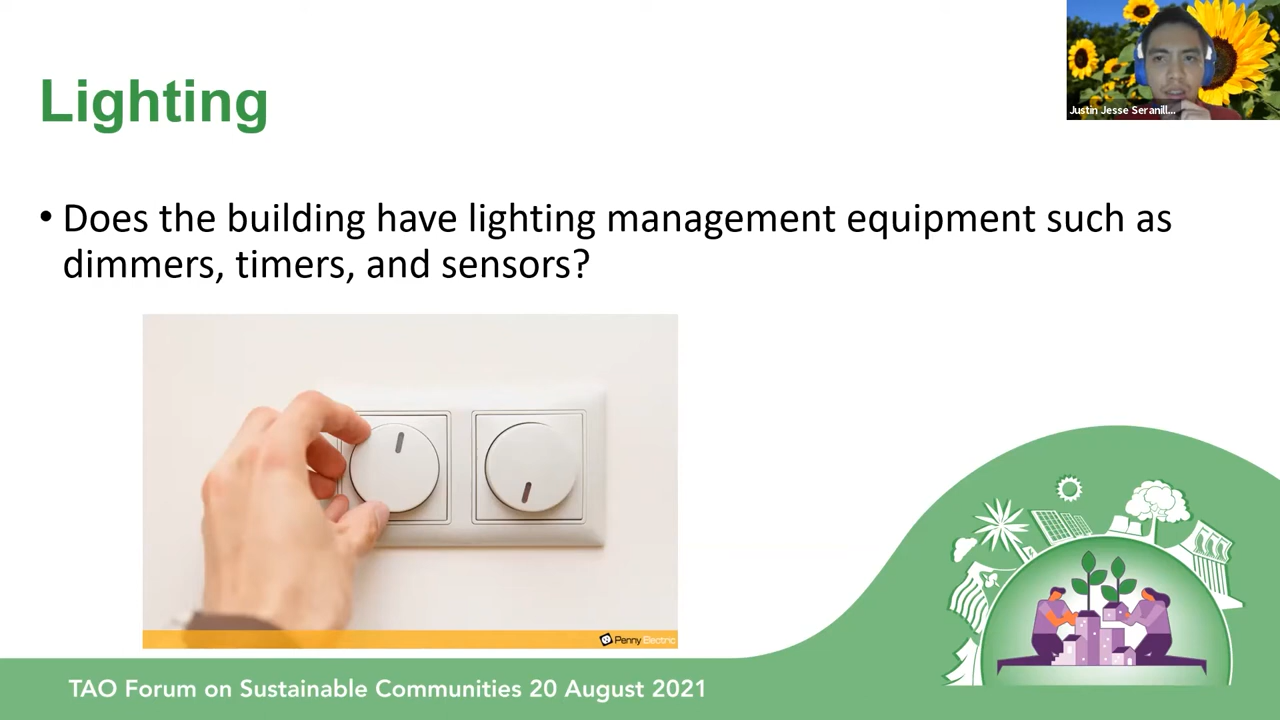 Lighting
Justin Jesse Seranill...
• Does the building have lighting management equipment such as
dimmers, timers, and sensors?
Penny Electric
TAO Forum on Sustainable Communities 20 August 2021